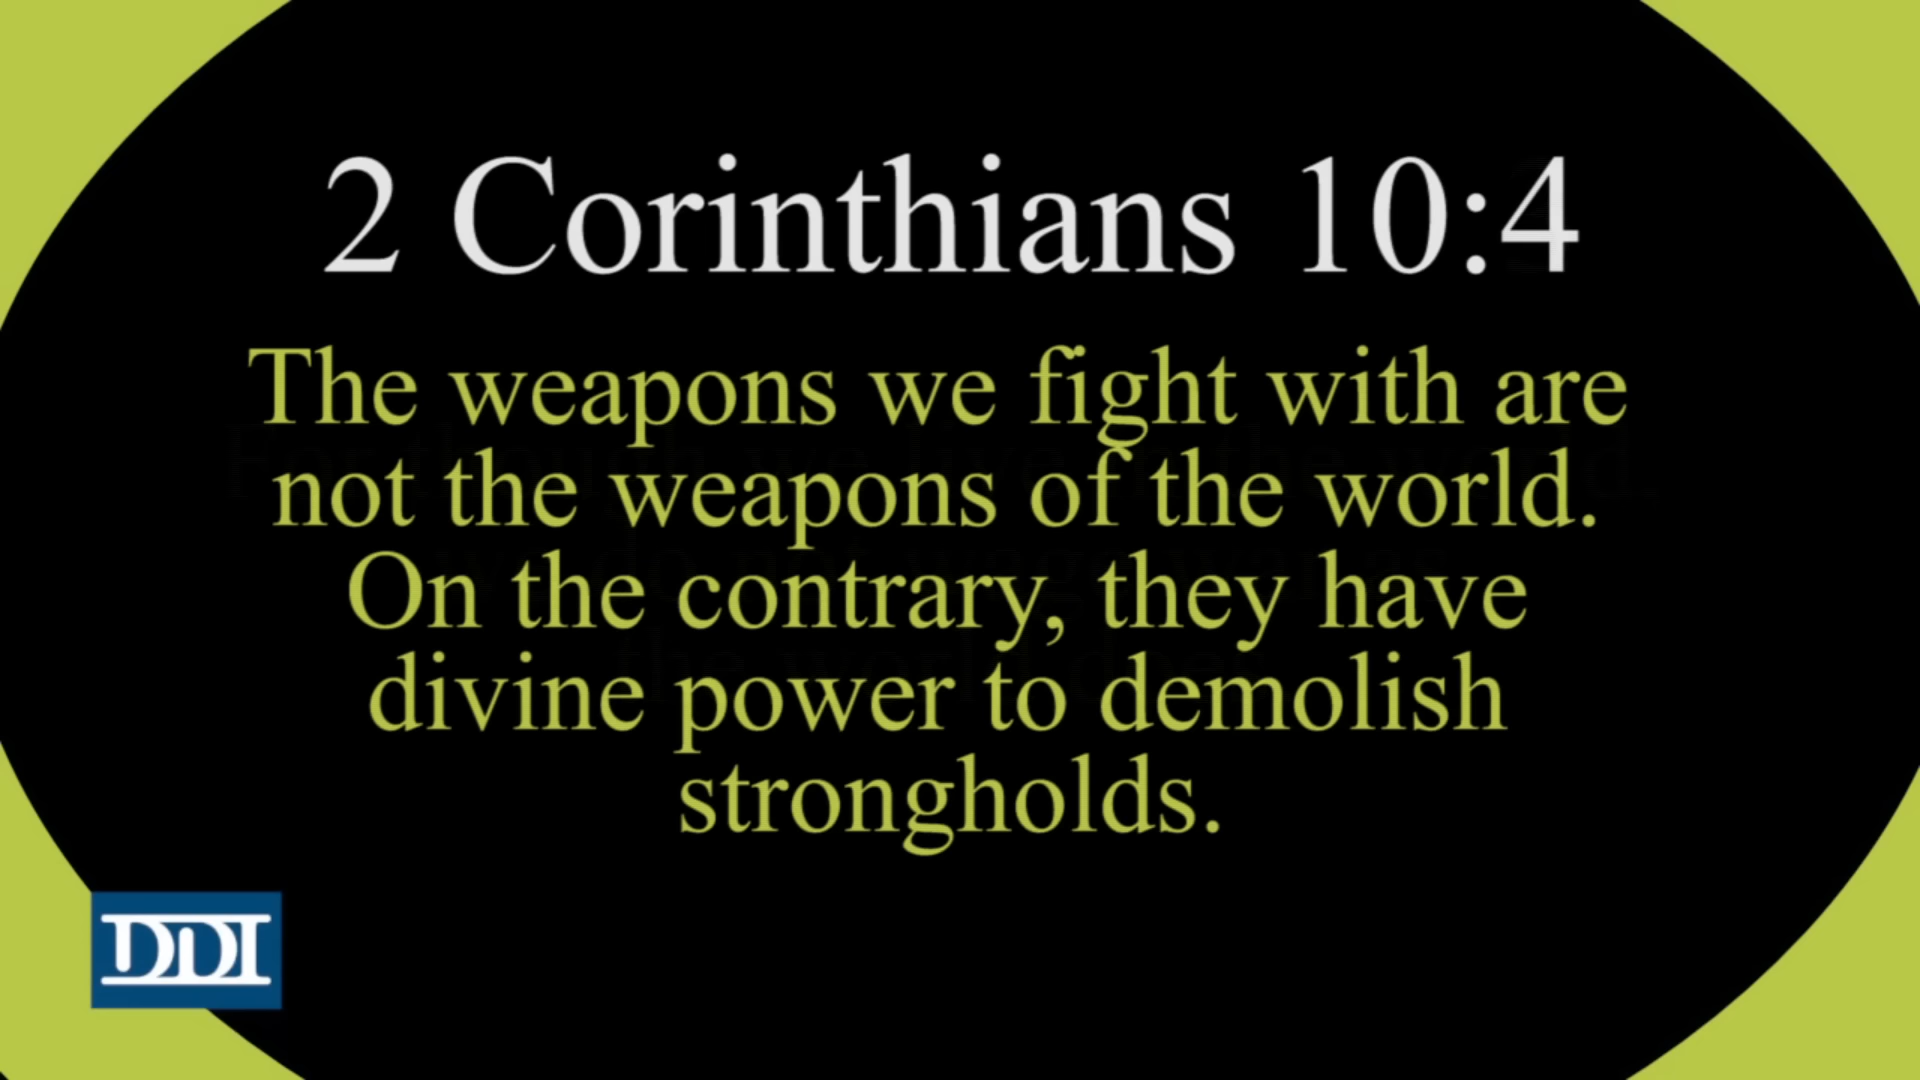 2 Corinthians 10:4
The weapons we fight with are
not the weapons of the world.
On the contrary, they have
divine power to demolish
strongholds.
DDI